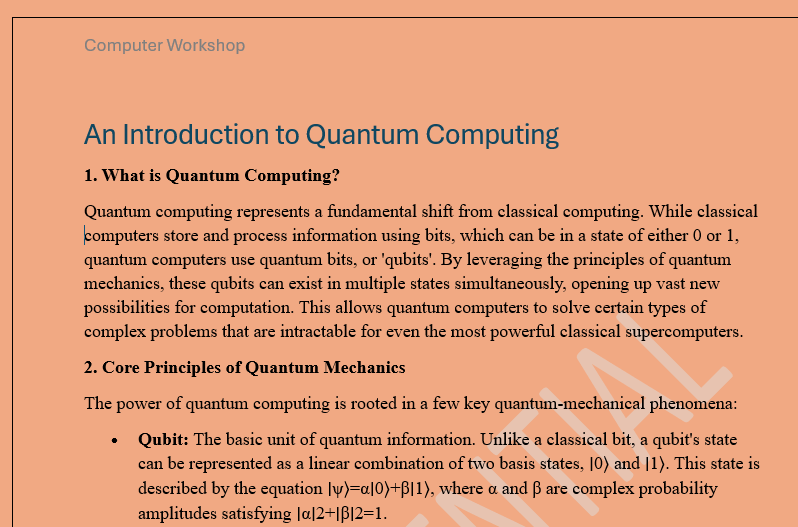 Computer Workshop
An Introduction to Quantum Computing
1. What is Quantum Computing?
Quantum computing represents a fundamental shift from classical computing. While classical
computers store and process information using bits, which can be in a state of either 0 or 1,
quantum computers use quantum bits, or 'qubits'. By leveraging the principles of quantum
mechanics, these qubits can exist in multiple states simultaneously, opening up vast new
possibilities for computation. This allows quantum computers to solve certain types of
complex problems that are intractable for even the most powerful classical supercomputers.
2. Core Principles of Quantum Mechanics
The power of quantum computing is rooted in a few key quantum-mechanical phenomena:
• Qubit: The basic unit of quantum information. Unlike a classical bit, a qubit's state
can be represented as a linear combination of two basis states, |0⟩ and |1⟩. This state is
described by the equation |ψ⟩=α|0⟩+β|1⟩, where α and β are complex probability
amplitudes satisfying |α|2+|β|2=1.
ENTIAL